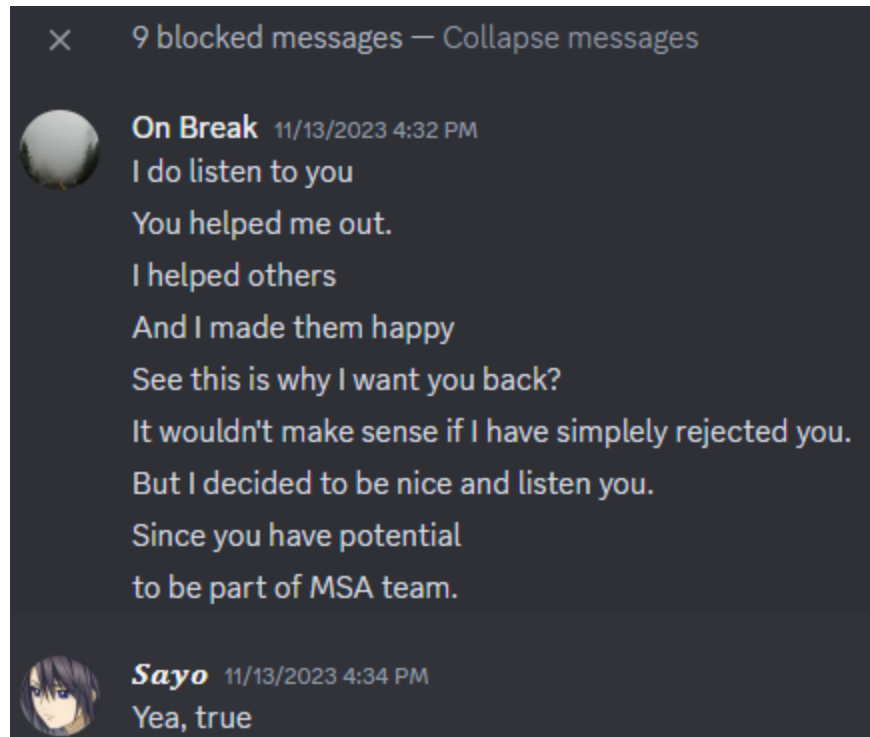 9 blocked messages — Collapse messages
On Break 11/13/2023 4:32 PM
I do listen to you
You helped me out.
I helped others
And I made them happy
See this is why I want you back?
It wouldn't make sense if I have simplely rejected you.
But I decided to be nice and listen you.
Since you have potential
to be part of MSA team.
Sayo 11/13/2023 4:34 PM
Yea, true